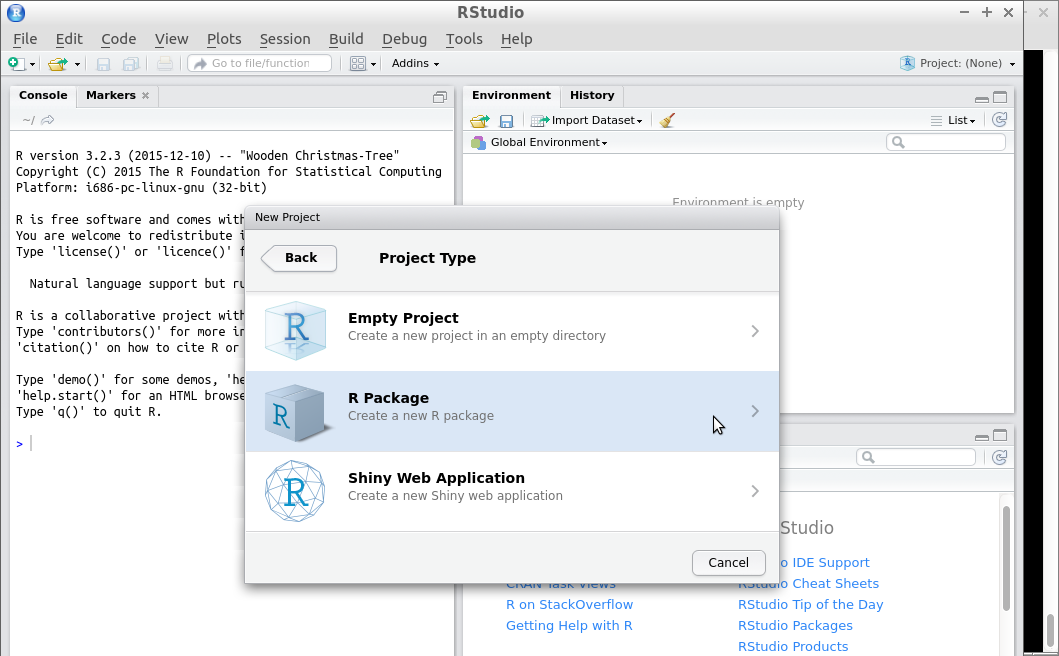 RStudio
File Edit Code View Plots Session Build Debug Tools Help
Go to file/function
Addins
Project: (None)
Console Markers
~/
R version 3.2.3 (2015-12-10) -- "Wooden Christmas-Tree"
Copyright (C) 2015 The R Foundation for Statistical Computing
Platform: i686-pc-linux-gnu (32-bit)
R is free software and comes with
You are welcome to redistribute i
Type 'license()' or 'licence()' f
Natural language support but ru
R is a collaborative project with
Type 'contributors()' for more in
'citation()' on how to cite R or
Type 'demo()' for some demos, 'he
'help.start()' for an HTML browse
Type 'q()' to quit R.
>
Environment History
Import Dataset
List
Global Environment
Environment is empty
New Project
Back
Project Type
R
Empty Project
Create a new project in an empty directory
R
R Package
Create a new R package
R
Shiny Web Application
Create a new Shiny web application
Cancel
Studio
o IDE Support
CRAN Task Views
RStudio Cheat Sheets
R on StackOverflow
RStudio Tip of the Day
Getting Help with R
RStudio Packages
RStudio Products